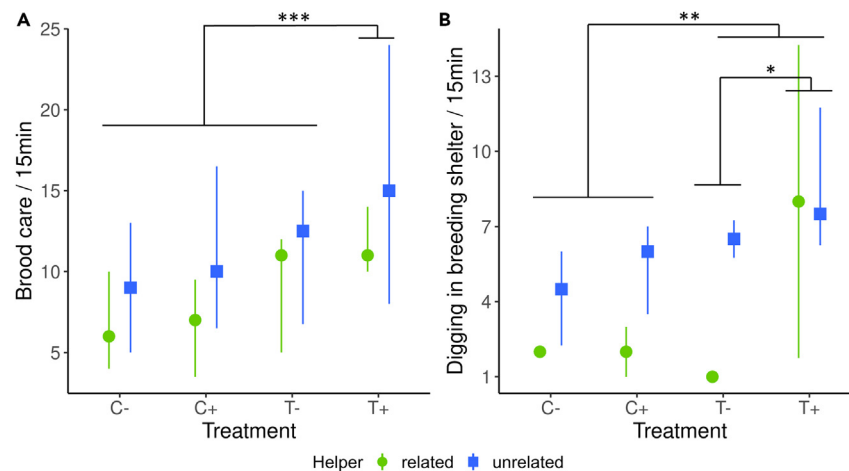 A
Brood care / 15min
25
20
15
10
5
***
C- C+ T- T+
Treatment
B
Digging in breeding shelter / 15min
13
10
7
4
1
**
*
C- C+ T- T+
Treatment
Helper related unrelated